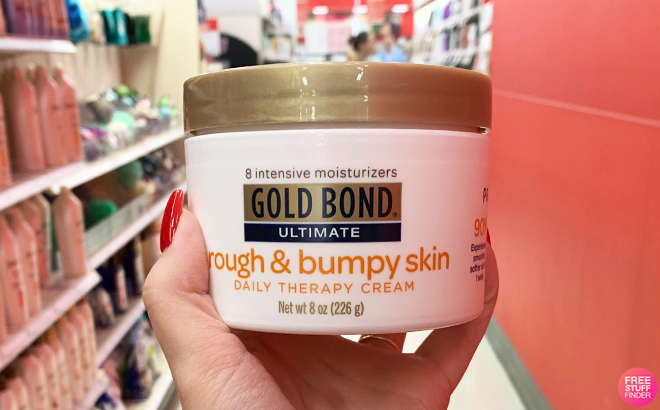 8 intensive moisturizers
GOLD BOND®
ULTIMATE
rough & bumpy skin
DAILY THERAPY CREAM
Net wt 8 oz (226 g)
FREE
STUFF
FINDER